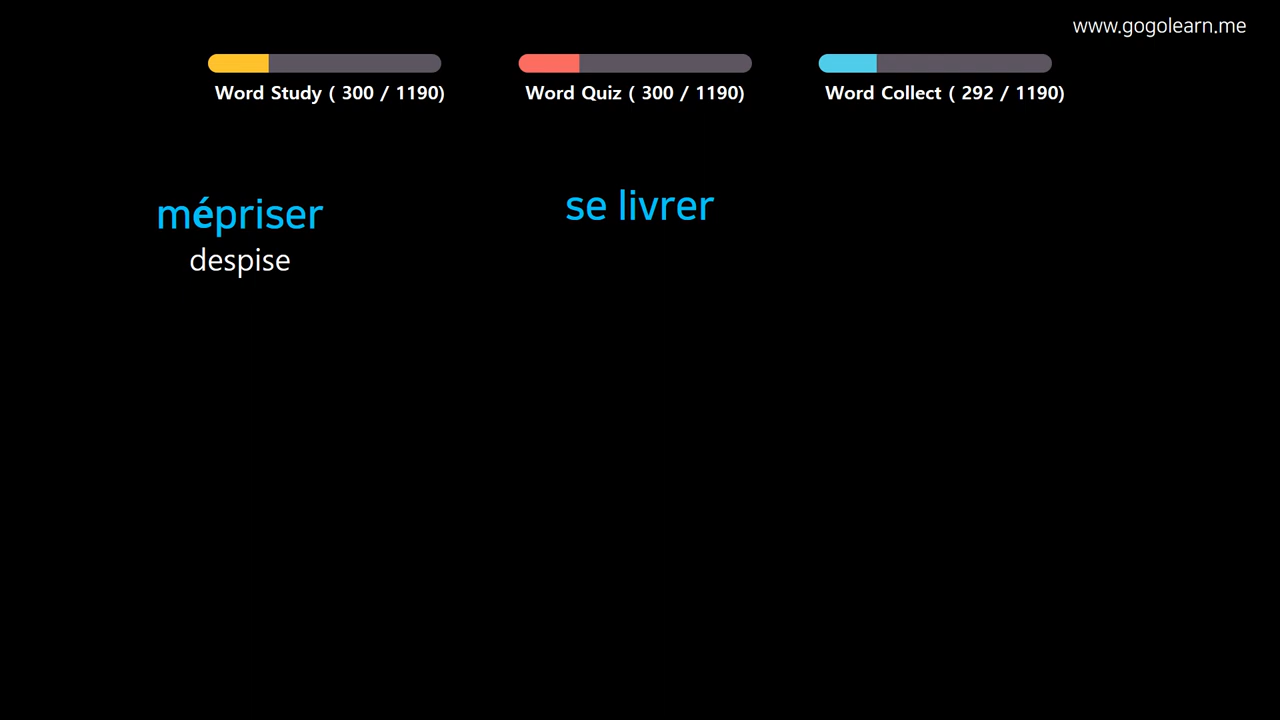 www.gogolearn.me
Word Study ( 300 / 1190)
Word Quiz ( 300 / 1190)
Word Collect ( 292 / 1190)
mépriser
despise
se livrer